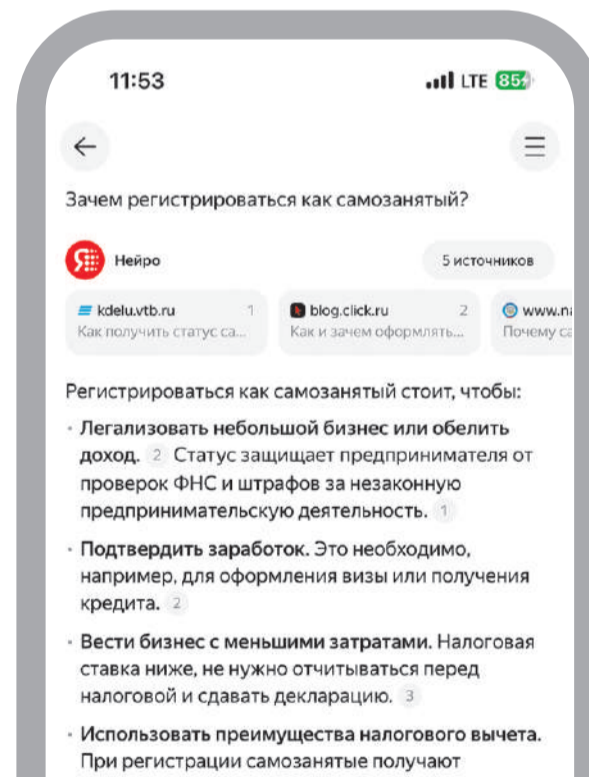 11:53
LTE 85
Зачем регистрироваться как самозанятый?
Нейро
5 источников
kdelu.vtb.ru 1
Как получить статус са...
blog.click.ru 2
Как и зачем оформлять...
www.na
Почему са
Регистрироваться как самозанятый стоит, чтобы:
• Легализовать небольшой бизнес или обелить
доход. 2 Статус защищает предпринимателя от
проверок ФНС и штрафов за незаконную
предпринимательскую деятельность. 1
• Подтвердить заработок. Это необходимо,
например, для оформления визы или получения
кредита. 2
• Вести бизнес с меньшими затратами. Налоговая
ставка ниже, не нужно отчитываться перед
налоговой и сдавать декларацию. 3
• Использовать преимущества налогового вычета.
При регистрации самозанятые получают